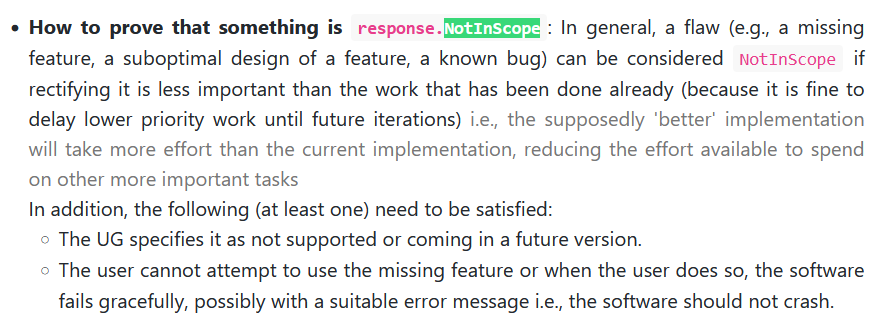 • How to prove that something is response.NotInScope : In general, a flaw (e.g., a missing
feature, a suboptimal design of a feature, a known bug) can be considered NotInScope if
rectifying it is less important than the work that has been done already (because it is fine to
delay lower priority work until future iterations) i.e., the supposedly 'better' implementation
will take more effort than the current implementation, reducing the effort available to spend
on other more important tasks
In addition, the following (at least one) need to be satisfied:
◦ The UG specifies it as not supported or coming in a future version.
◦ The user cannot attempt to use the missing feature or when the user does so, the software
fails gracefully, possibly with a suitable error message i.e., the software should not crash.